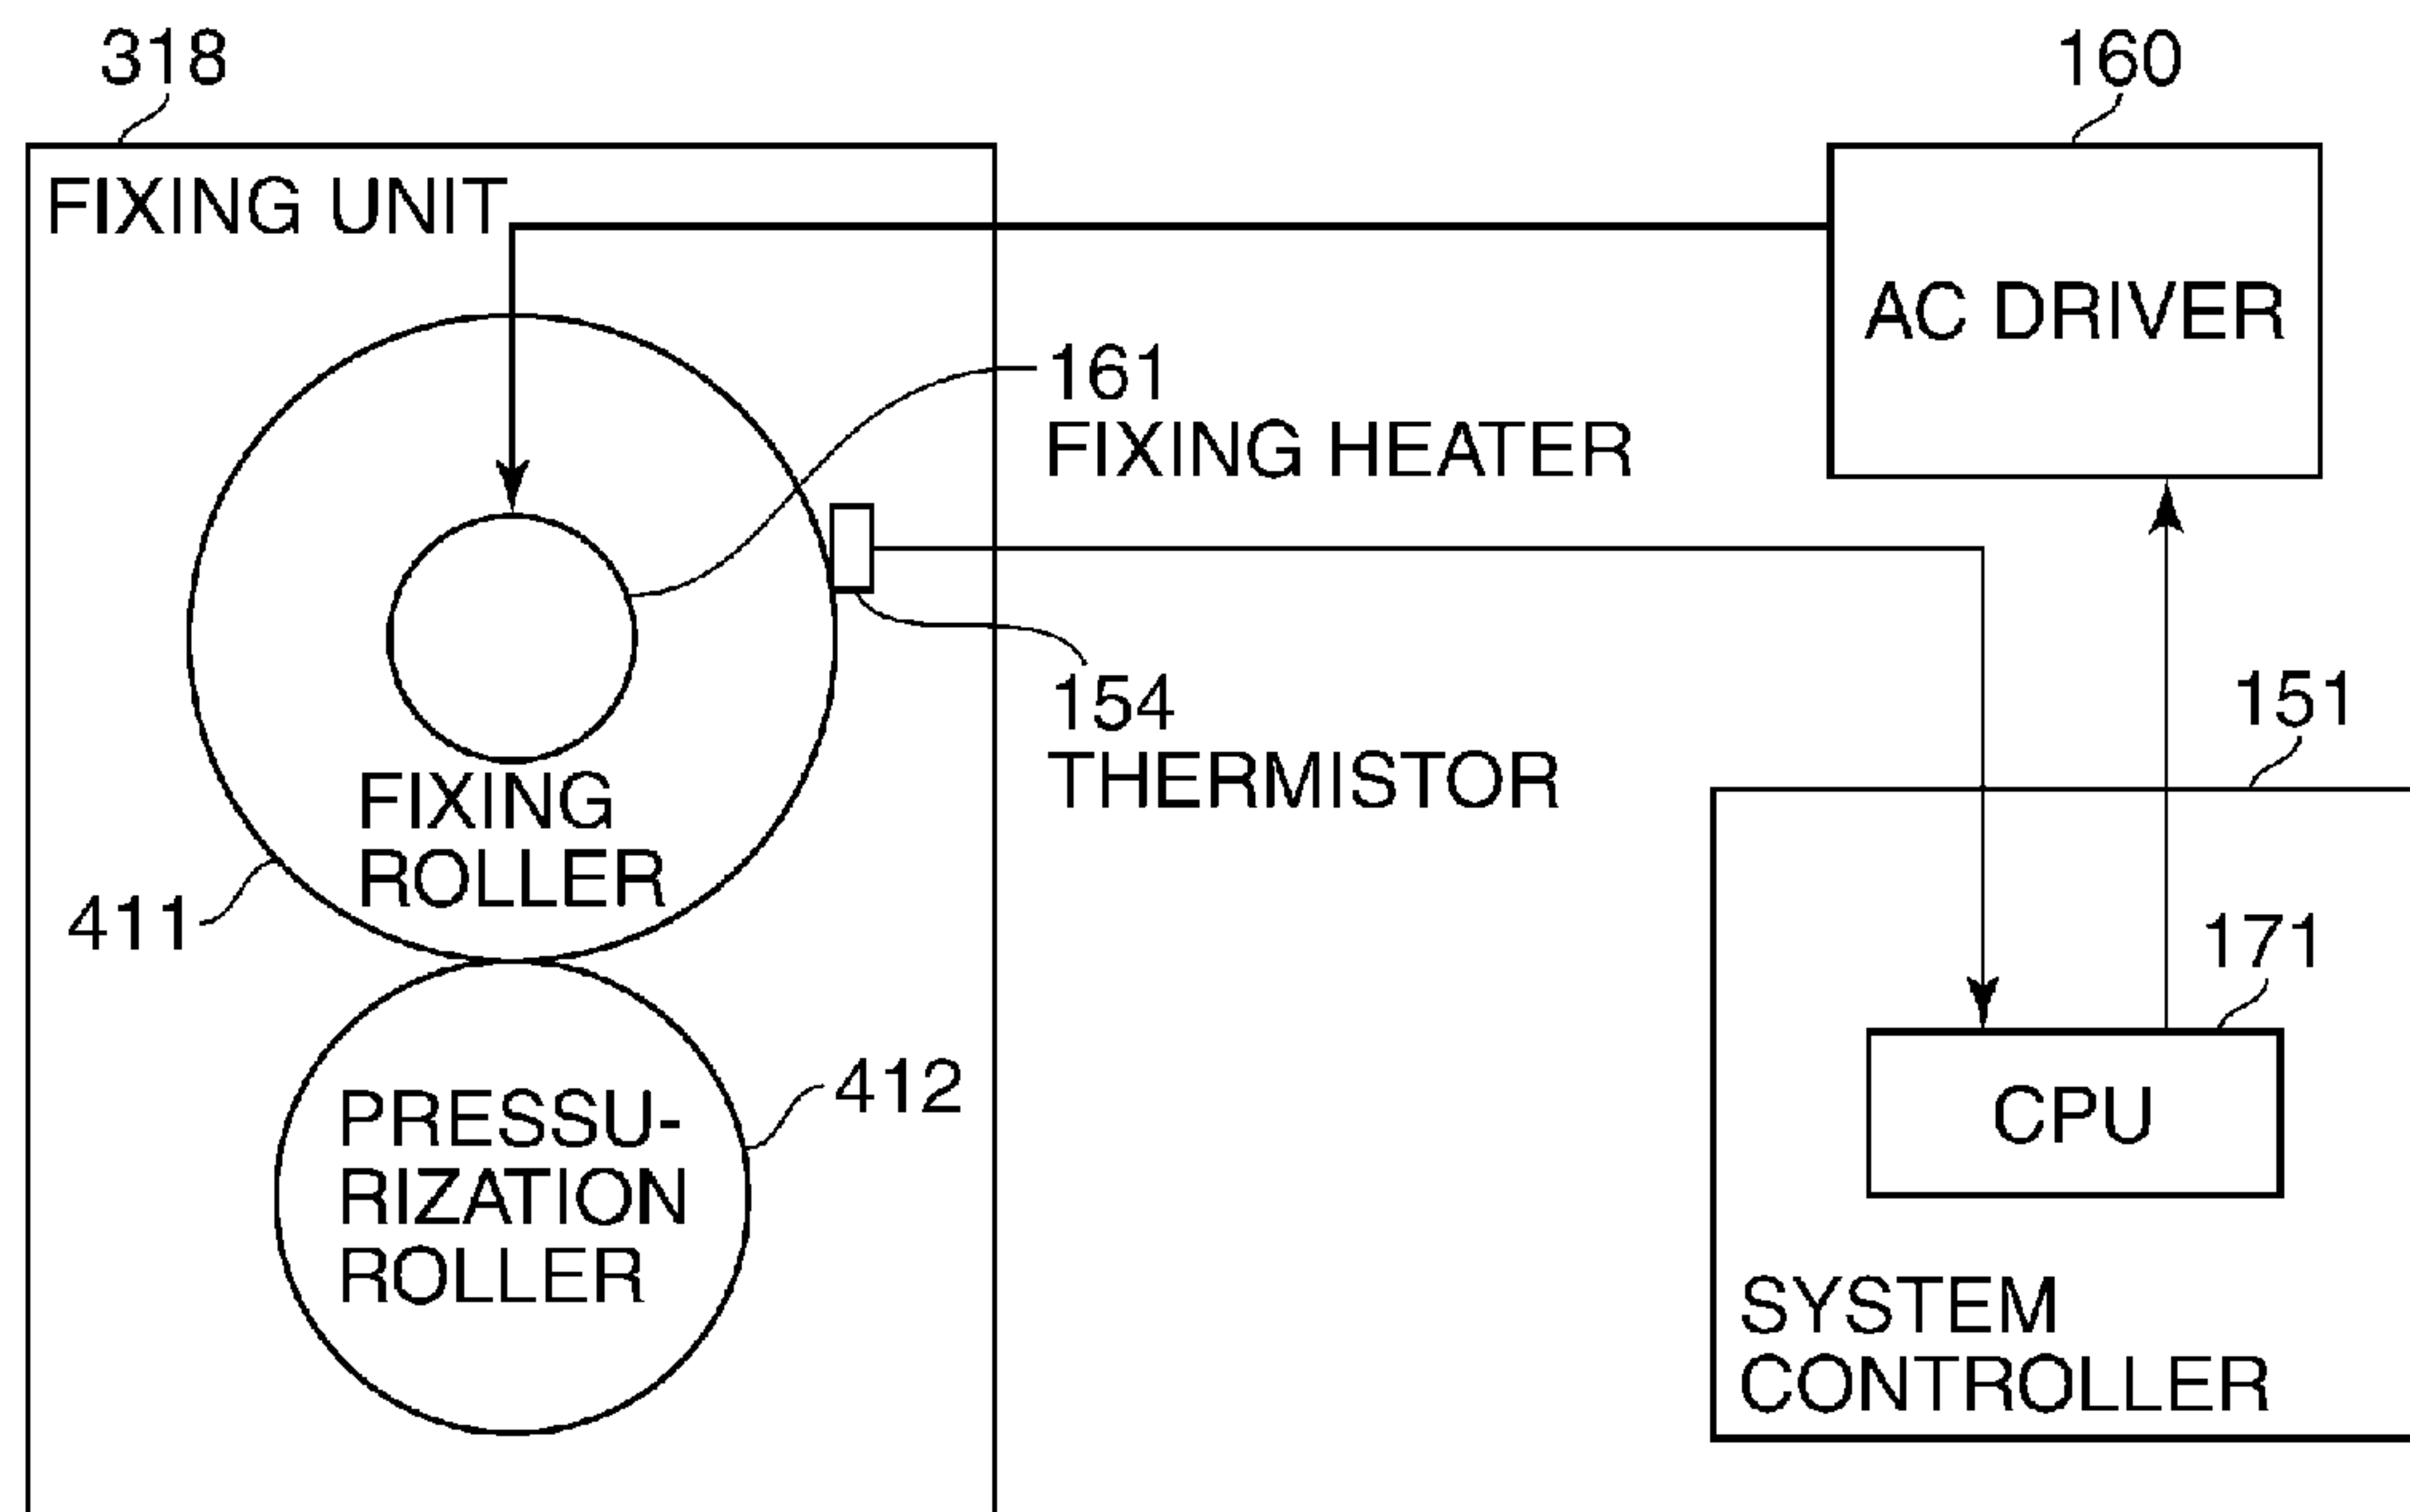 318
160
FIXING UNIT
AC DRIVER
161
FIXING HEATER
154
THERMISTOR
151
FIXING
ROLLER
411
171
412
CPU
PRESSU-
RIZATION
ROLLER
SYSTEM
CONTROLLER